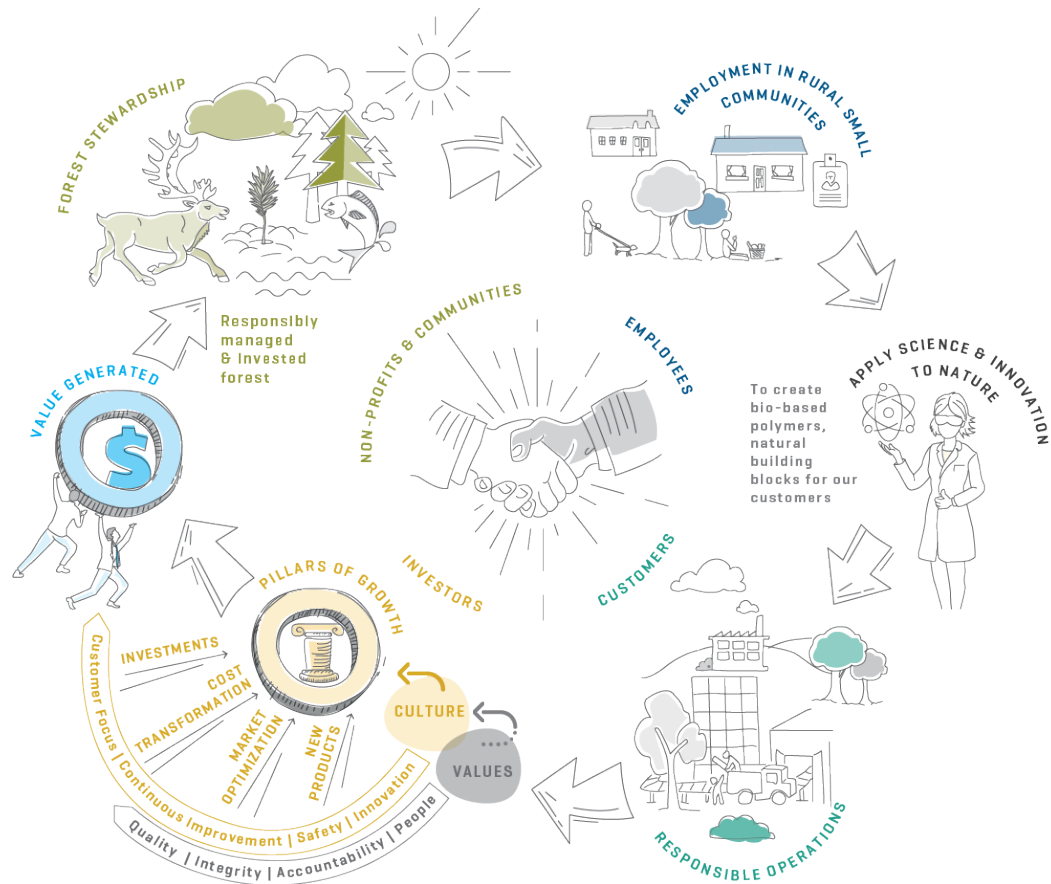 FOREST STEWARDSHIP
EMPLOYMENT IN RURAL SMALL
COMMUNITIES
Responsibly
managed
& Invested
forest
NON-PROFITS & COMMUNITIES
EMPLOYEES
APPLY SCIENCE & INNOVATION
TO NATURE
To create
bio-based
polymers,
natural
building
blocks for our
customers
VALUE GENERATED
$
INVESTORS
CUSTOMERS
PILLARS OF GROWTH
INVESTMENTS
COST
TRANSFORMATION
MARKET
OPTIMIZATION
NEW
PRODUCTS
CULTURE
VALUES
Customer Focus | Continuous Improvement | Safety | Innovation
Quality | Integrity | Accountability | People
RESPONSIBLE OPERATIONS